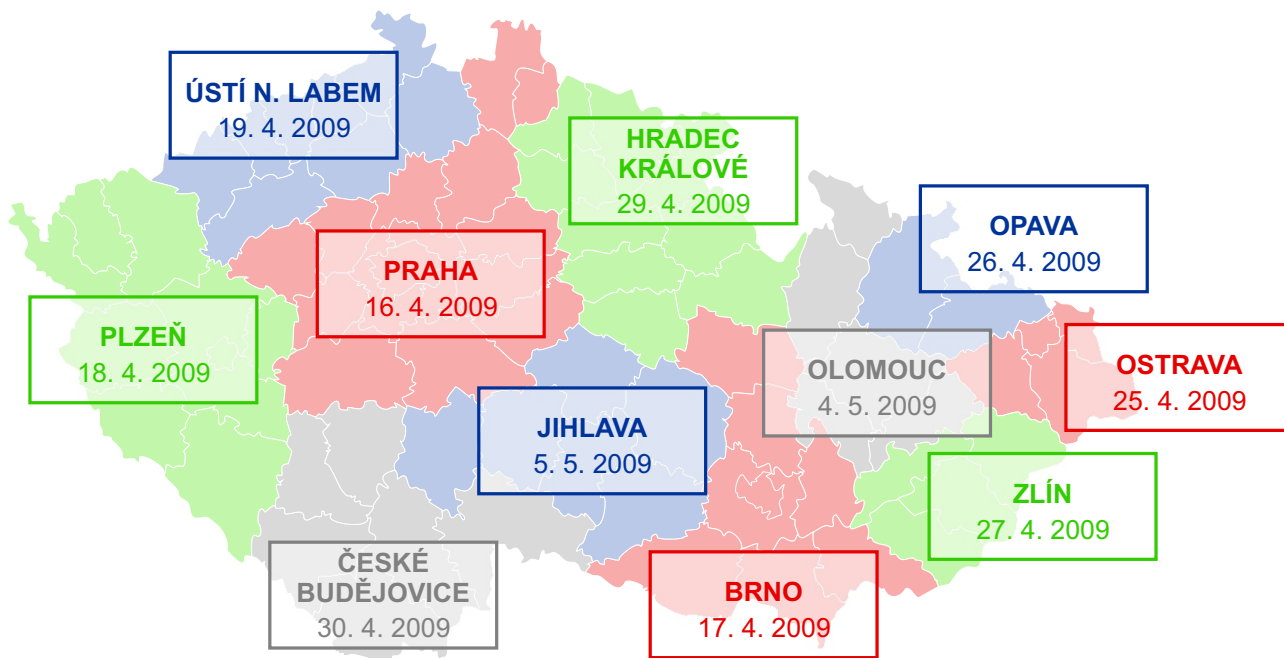 ÚSTÍ N. LABEM
19. 4. 2009
HRADEC
KRÁLOVÉ
29. 4. 2009
OPAVA
26. 4. 2009
PRAHA
16. 4. 2009
PLZEŇ
18. 4. 2009
OLOMOUC
4. 5. 2009
OSTRAVA
25. 4. 2009
JIHLAVA
5. 5. 2009
ZLÍN
27. 4. 2009
ČESKÉ
BUDĚJOVICE
30. 4. 2009
BRNO
17. 4. 2009